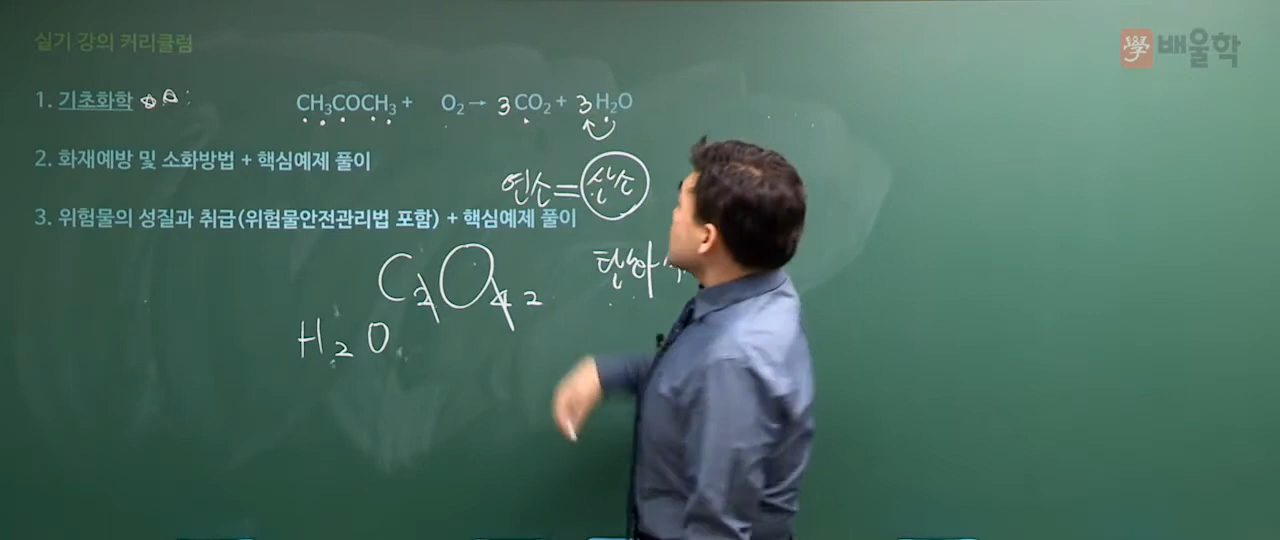 실기 강의 커리큘럼
學 배울학
1. 기초화학 ☆☆:
CH₃COCH₃ + O₂ → 3CO₂ + 3H₂O
2. 화재예방 및 소화방법 + 핵심예제 풀이
연소 = 산소
3. 위험물의 성질과 취급(위험물안전관리법 포함) + 핵심예제 풀이
탄화
C₂O₄ ₂
H₂O